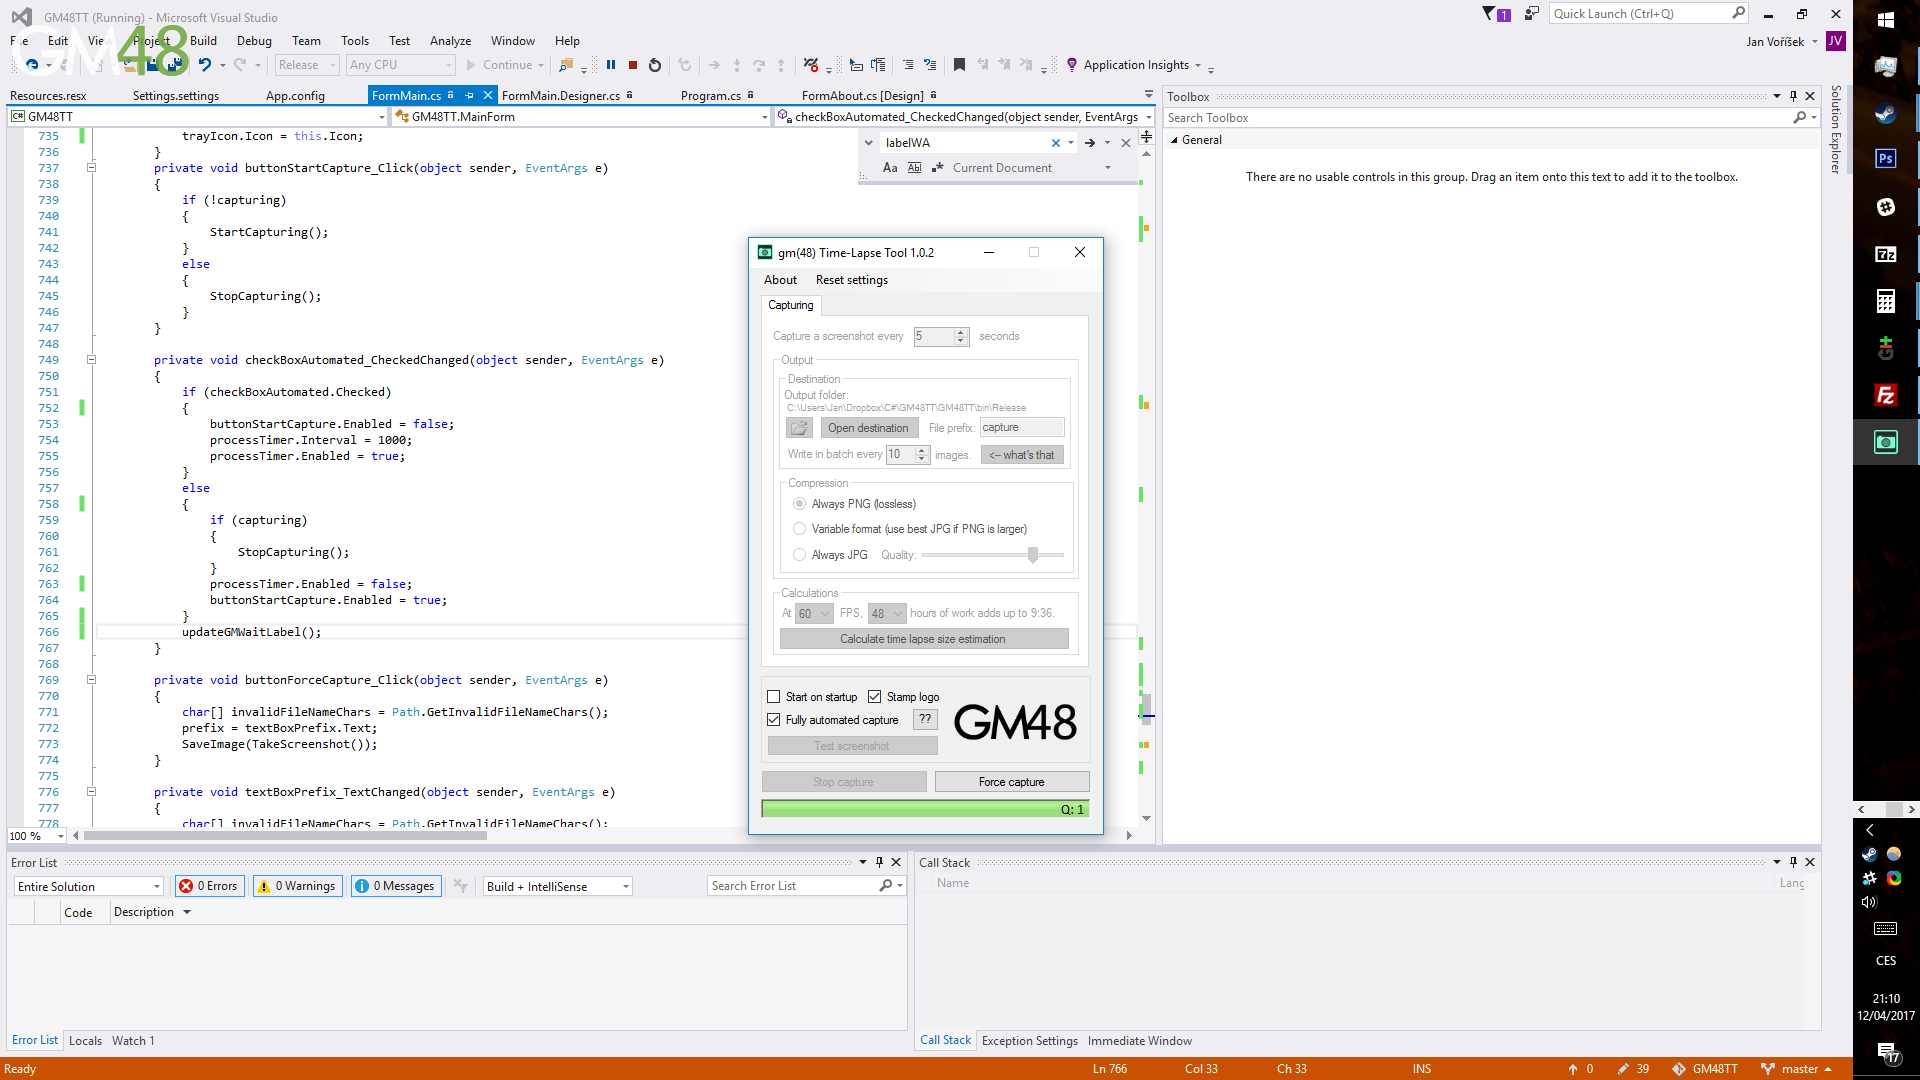 GM48TT (Running) - Microsoft Visual Studio
1
Quick Launch (Ctrl+Q)
File Edit View Project Build Debug Team Tools Test Analyze Window Help
Jan Voříšek JV
GM48
Release Any CPU Continue Application Insights
Resources.resx Settings.settings App.config FormMain.cs FormMain.Designer.cs Program.cs FormAbout.cs [Design]
GM48TT GM48TT.MainForm checkBoxAutomated_CheckedChanged(object sender, EventArgs
labelWA
Aa Abl Current Document
735 trayIcon.Icon = this.Icon;
736 }
737 private void buttonStartCapture_Click(object sender, EventArgs e)
738 {
739 if (!capturing)
740 {
741 StartCapturing();
742 }
743 else
744 {
745 StopCapturing();
746 }
747 }
748
749 private void checkBoxAutomated_CheckedChanged(object sender, EventArgs e)
750 {
751 if (checkBoxAutomated.Checked)
752 {
753 buttonStartCapture.Enabled = false;
754 processTimer.Interval = 1000;
755 processTimer.Enabled = true;
756 }
757 else
758 {
759 if (capturing)
760 {
761 StopCapturing();
762 }
763 processTimer.Enabled = false;
764 buttonStartCapture.Enabled = true;
765 }
766 updateGMWaitLabel();
767 }
768
769 private void buttonForceCapture_Click(object sender, EventArgs e)
770 {
771 char[] invalidFileNameChars = Path.GetInvalidFileNameChars();
772 prefix = textBoxPrefix.Text;
773 SaveImage(TakeScreenshot());
774 }
775
776 private void textBoxPrefix_TextChanged(object sender, EventArgs e)
777 {
778 char[] invalidFileNameChars = Path.GetInvalidFileNameChars();
100 %
gm(48) Time-Lapse Tool 1.0.2
About Reset settings
Capturing
Capture a screenshot every 5 seconds
Output
Destination
Output folder:
C:\Users\Jan\Dropbox\C#\GM48TT\GM48TT\bin\Release
Open destination File prefix: capture
Write in batch every 10 images. <-- what's that
Compression
Always PNG (lossless)
Variable format (use best JPG if PNG is larger)
Always JPG Quality:
Calculations
At 60 FPS, 48 hours of work adds up to 9:36.
Calculate time lapse size estimation
Start on startup Stamp logo
Fully automated capture ??
GM48
Test screenshot
Stop capture Force capture
Q: 1
Toolbox
Search Toolbox
General
There are no usable controls in this group. Drag an item onto this text to add it to the toolbox.
Solution Explorer
Error List
Entire Solution 0 Errors 0 Warnings 0 Messages Build + IntelliSense Search Error List
Code Description
Error List Locals Watch 1
Call Stack
Name Lang
Call Stack Exception Settings Immediate Window
Ready Ln 766 Col 33 Ch 33 INS 0 39 GM48TT master
Ps
7z
Fz
CES
21:10
12/04/2017
17